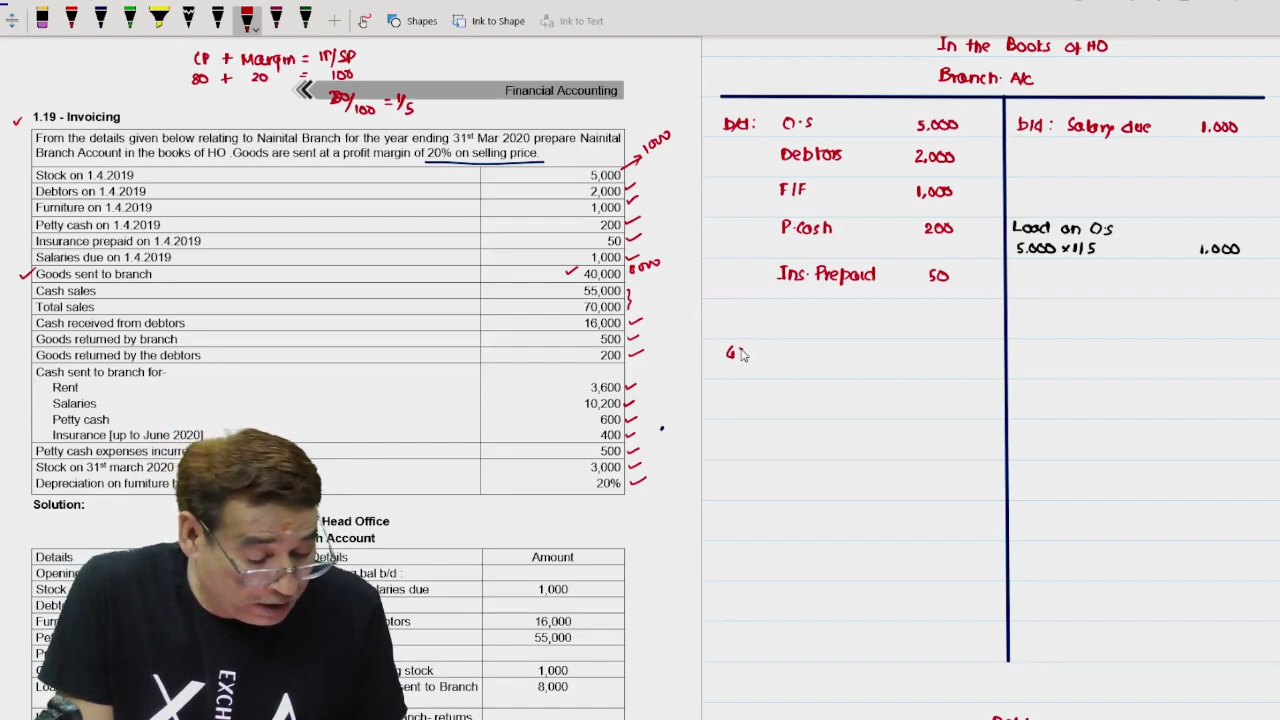 Shapes
Ink to Shape
Ink to Text
CP + Margin = IP/SP
80 + 20 = 100
/100 = 1/5
Financial Accounting
1.19 - Invoicing
From the details given below relating to Nainital Branch for the year ending 31st Mar 2020 prepare Nainital
Branch Account in the books of HO .Goods are sent at a profit margin of 20% on selling price.
1000
Stock on 1.4.2019 5,000
Debtors on 1.4.2019 2,000
Furniture on 1.4.2019 1,000
Petty cash on 1.4.2019 200
Insurance prepaid on 1.4.2019 50
Salaries due on 1.4.2019 1,000
Goods sent to branch 40,000 8000
Cash sales 55,000
Total sales 70,000
Cash received from debtors 16,000
Goods returned by branch 500
Goods returned by the debtors 200
Cash sent to branch for-
Rent 3,600
Salaries 10,200
Petty cash 600
Insurance [up to June 2020] 400
Petty cash expenses incurre 500
Stock on 31st march 2020 3,000
Depreciation on furniture 20%
Solution:
Head Office
Account
Details Details Amount
Opening bal b/d :
Stock laries due 1,000
Debt
Furn tors 16,000
Pe 55,000
g stock 1,000
Loa sent to Branch 8,000
Branch- returns
EXCH
In the Books of HO
Branch A/c
b/d: O.S 5,000 b/d: Salary due 1,000
Debtors 2,000
F/F 1,000
P.Cash 200 Load on O.S
5,000 x 1/5 1,000
Ins. Prepaid 50
G